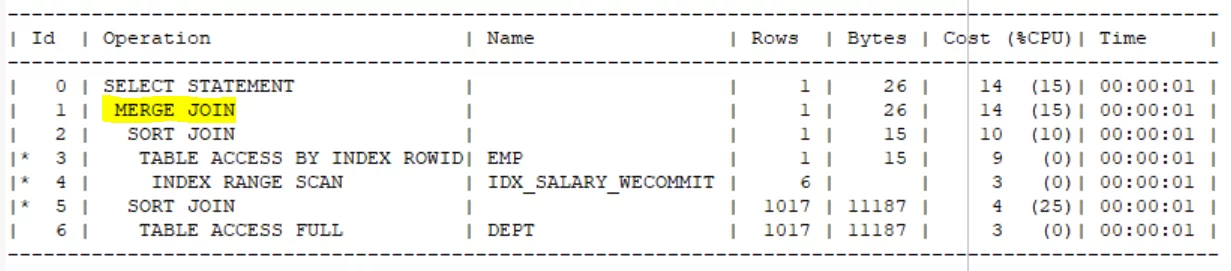 --------------------------------------------------------------------------------------------------
| Id  | Operation                     | Name                | Rows  | Bytes | Cost (%CPU)| Time     |
--------------------------------------------------------------------------------------------------
|   0 | SELECT STATEMENT              |                     |     1 |    26 |    14  (15)| 00:00:01 |
|   1 |  MERGE JOIN                   |                     |     1 |    26 |    14  (15)| 00:00:01 |
|   2 |   SORT JOIN                   |                     |     1 |    15 |    10  (10)| 00:00:01 |
|*  3 |    TABLE ACCESS BY INDEX ROWID| EMP                 |     1 |    15 |     9   (0)| 00:00:01 |
|*  4 |     INDEX RANGE SCAN          | IDX_SALARY_WECOMMIT |     6 |       |     3   (0)| 00:00:01 |
|*  5 |   SORT JOIN                   |                     |  1017 | 11187 |     4  (25)| 00:00:01 |
|   6 |    TABLE ACCESS FULL          | DEPT                |  1017 | 11187 |     3   (0)| 00:00:01 |
--------------------------------------------------------------------------------------------------